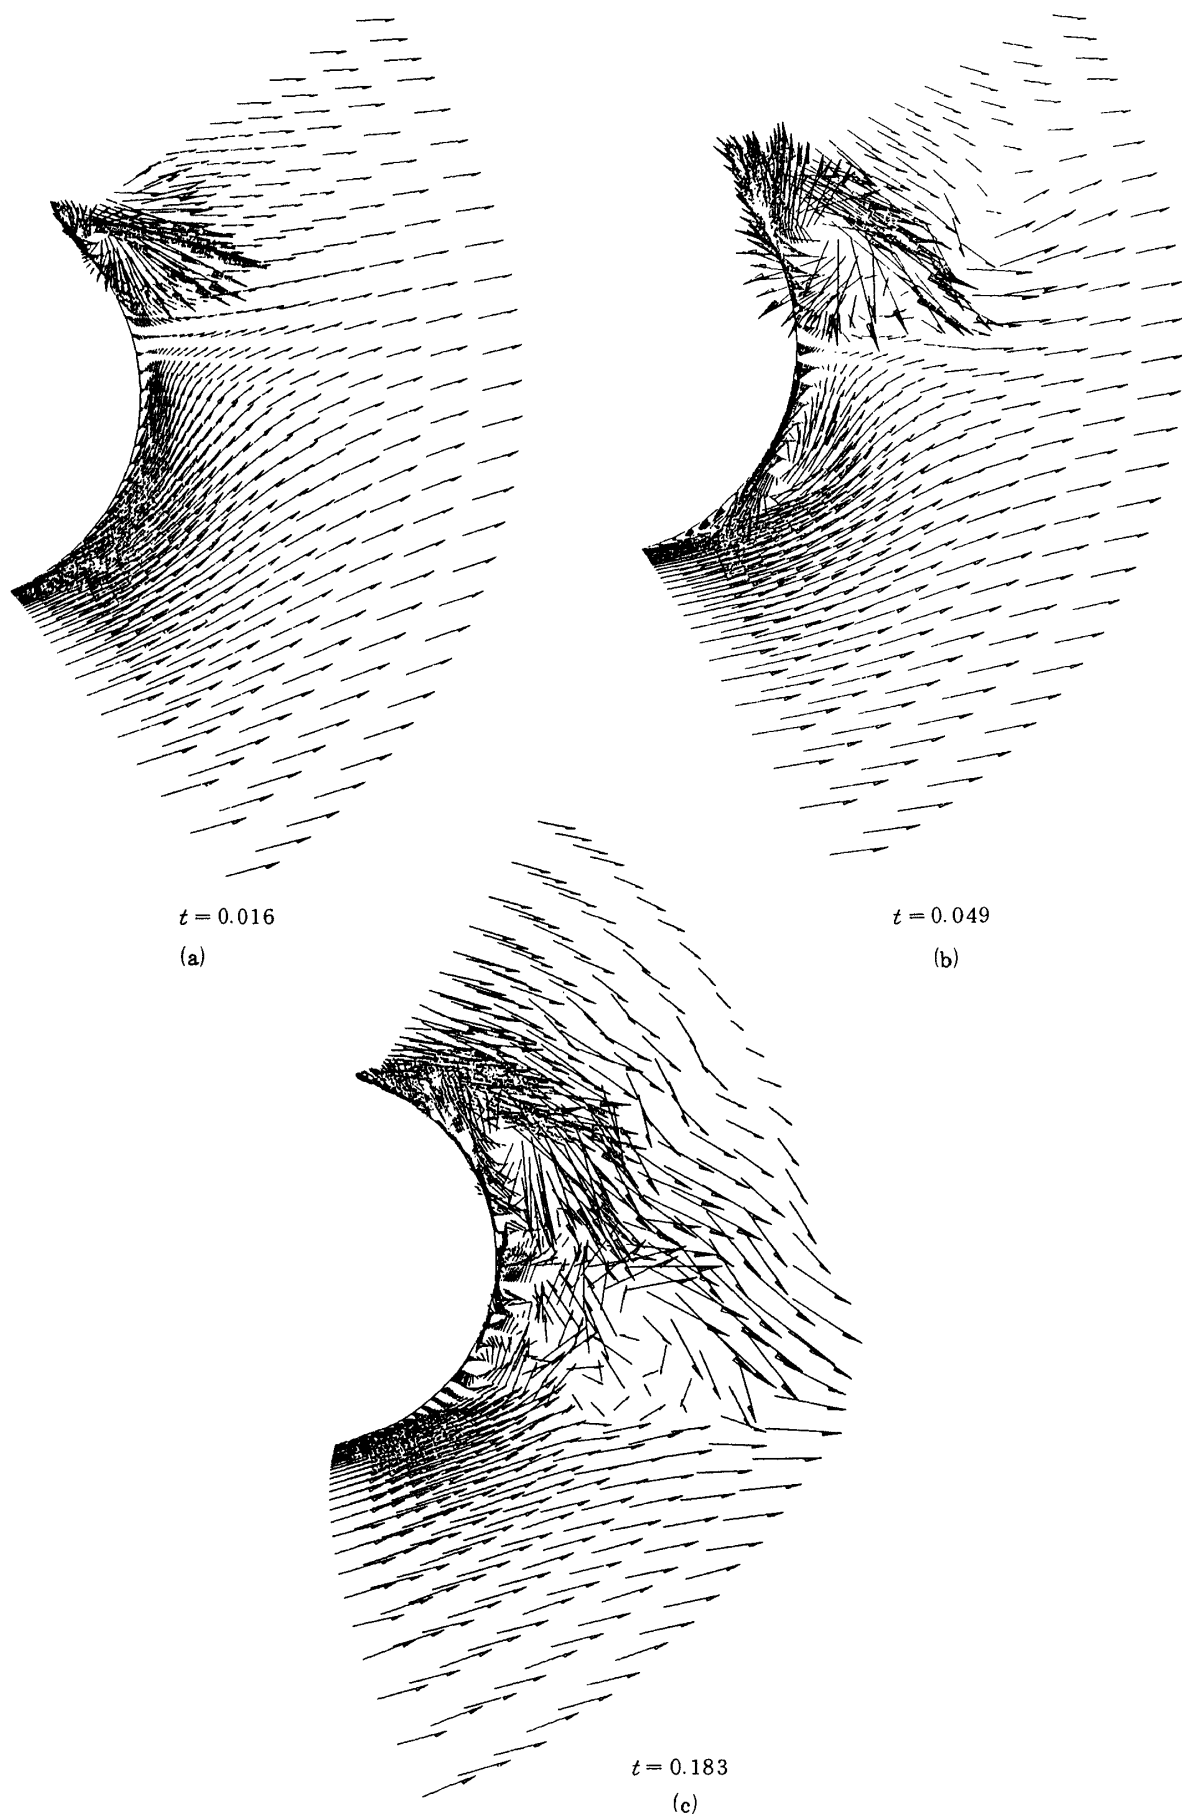 t = 0.016
(a)
t = 0.049
(b)
t = 0.183
(c)